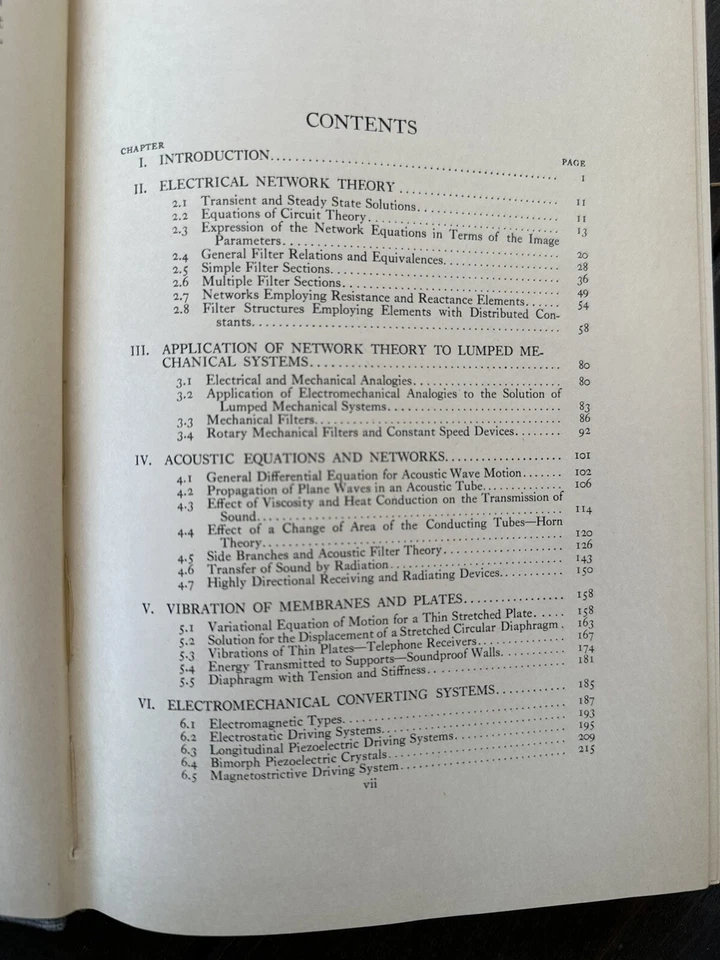 CONTENTS
CHAPTER
PAGE
I. INTRODUCTION........ 1
II. ELECTRICAL NETWORK THEORY........ 11
2.1 Transient and Steady State Solutions........ 11
2.2 Equations of Circuit Theory........ 13
2.3 Expression of the Network Equations in Terms of the Image
Parameters........ 20
2.4 General Filter Relations and Equivalences........ 28
2.5 Simple Filter Sections........ 36
2.6 Multiple Filter Sections........ 49
2.7 Networks Employing Resistance and Reactance Elements........ 54
2.8 Filter Structures Employing Elements with Distributed Con-
stants........ 58
III. APPLICATION OF NETWORK THEORY TO LUMPED ME-
CHANICAL SYSTEMS........ 80
3.1 Electrical and Mechanical Analogies........ 80
3.2 Application of Electromechanical Analogies to the Solution of
Lumped Mechanical Systems........ 83
3.3 Mechanical Filters........ 86
3.4 Rotary Mechanical Filters and Constant Speed Devices........ 92
IV. ACOUSTIC EQUATIONS AND NETWORKS........ 101
4.1 General Differential Equation for Acoustic Wave Motion........ 102
4.2 Propagation of Plane Waves in an Acoustic Tube........ 106
4.3 Effect of Viscosity and Heat Conduction on the Transmission of
Sound........ 114
4.4 Effect of a Change of Area of the Conducting Tubes—Horn
Theory........ 120
4.5 Side Branches and Acoustic Filter Theory........ 126
4.6 Transfer of Sound by Radiation........ 143
4.7 Highly Directional Receiving and Radiating Devices........ 150
V. VIBRATION OF MEMBRANES AND PLATES........ 158
5.1 Variational Equation of Motion for a Thin Stretched Plate........ 158
5.2 Solution for the Displacement of a Stretched Circular Diaphragm. 163
5.3 Vibrations of Thin Plates—Telephone Receivers........ 167
5.4 Energy Transmitted to Supports—Soundproof Walls........ 174
5.5 Diaphragm with Tension and Stiffness........ 181
VI. ELECTROMECHANICAL CONVERTING SYSTEMS........ 185
6.1 Electromagnetic Types........ 187
6.2 Electrostatic Driving Systems........ 193
6.3 Longitudinal Piezoelectric Driving Systems........ 195
6.4 Bimorph Piezoelectric Crystals........ 209
6.5 Magnetostrictive Driving System........ 215
vii